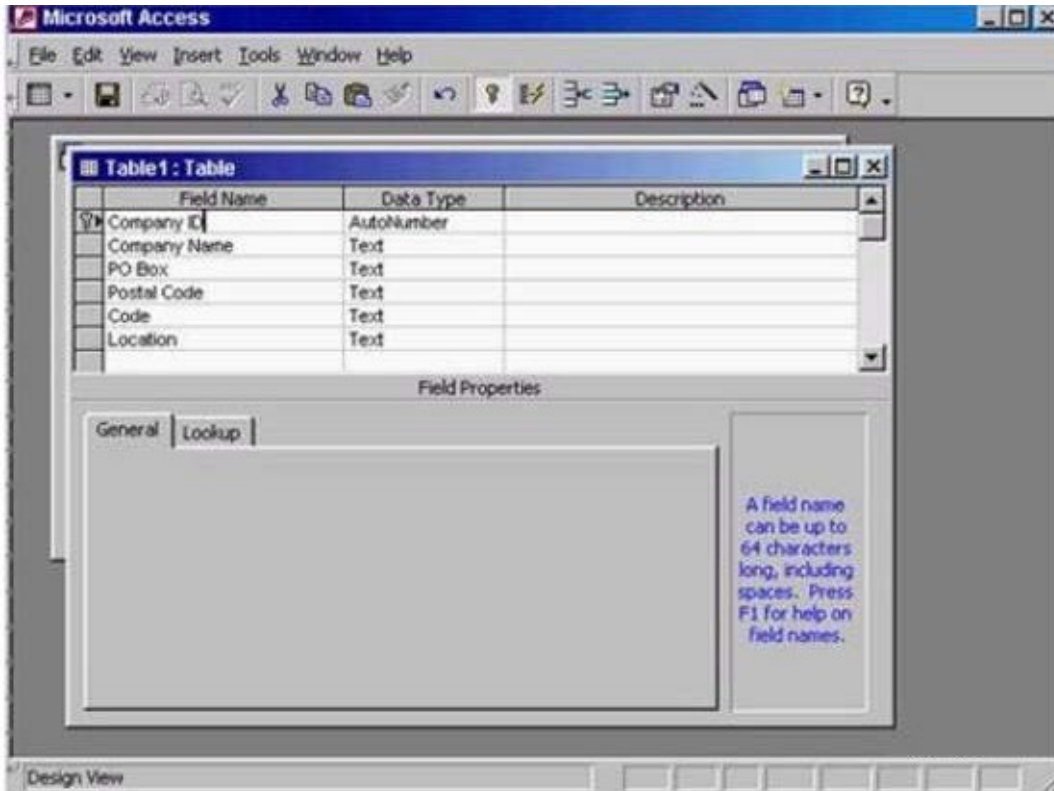 Microsoft Access
File Edit View Insert Tools Window Help
Table1 : Table
Field Name Data Type Description
Company ID AutoNumber
Company Name Text
PO Box Text
Postal Code Text
Code Text
Location Text
Field Properties
General Lookup
A field name
can be up to
64 characters
long, including
spaces. Press
F1 for help on
field names.
Design View